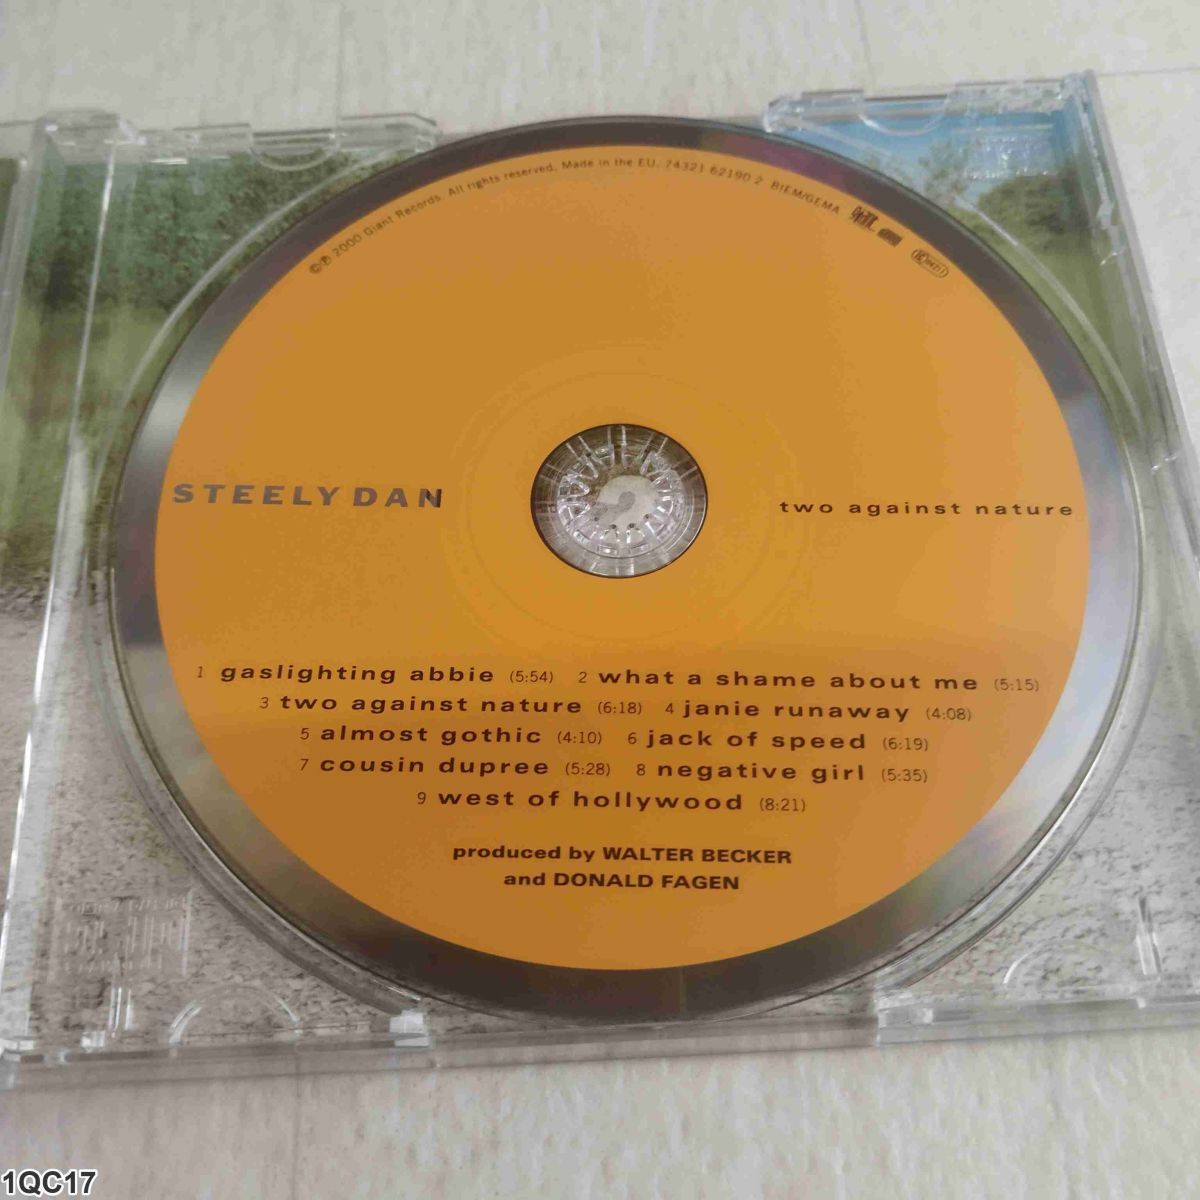 ©℗ 2000 Giant Records. All rights reserved. Made in the EU. 74321 62190 2 BIEM/GEMA
STEELY DAN
two against nature
1 gaslighting abbie (5:54) 2 what a shame about me (5:15)
3 two against nature (6:18) 4 janie runaway (4:08)
5 almost gothic (4:10) 6 jack of speed (6:19)
7 cousin dupree (5:28) 8 negative girl (5:35)
9 west of hollywood (8:21)
produced by WALTER BECKER
and DONALD FAGEN
1QC17